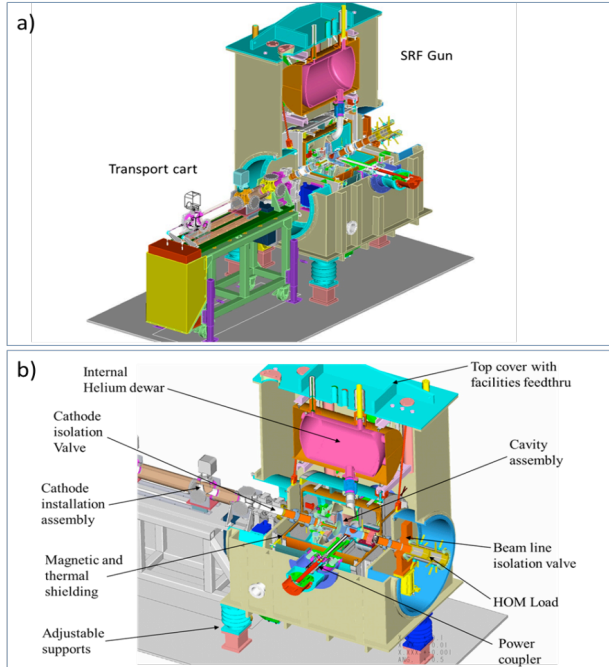 a)
SRF Gun
Transport cart
b)
Internal
Helium dewar
Top cover with
facilities feedthru
Cathode
isolation
Valve
Cavity
assembly
Cathode
installation
assembly
Magnetic and
thermal
shielding
Beam line
isolation valve
HOM Load
Adjustable
supports
Power
coupler